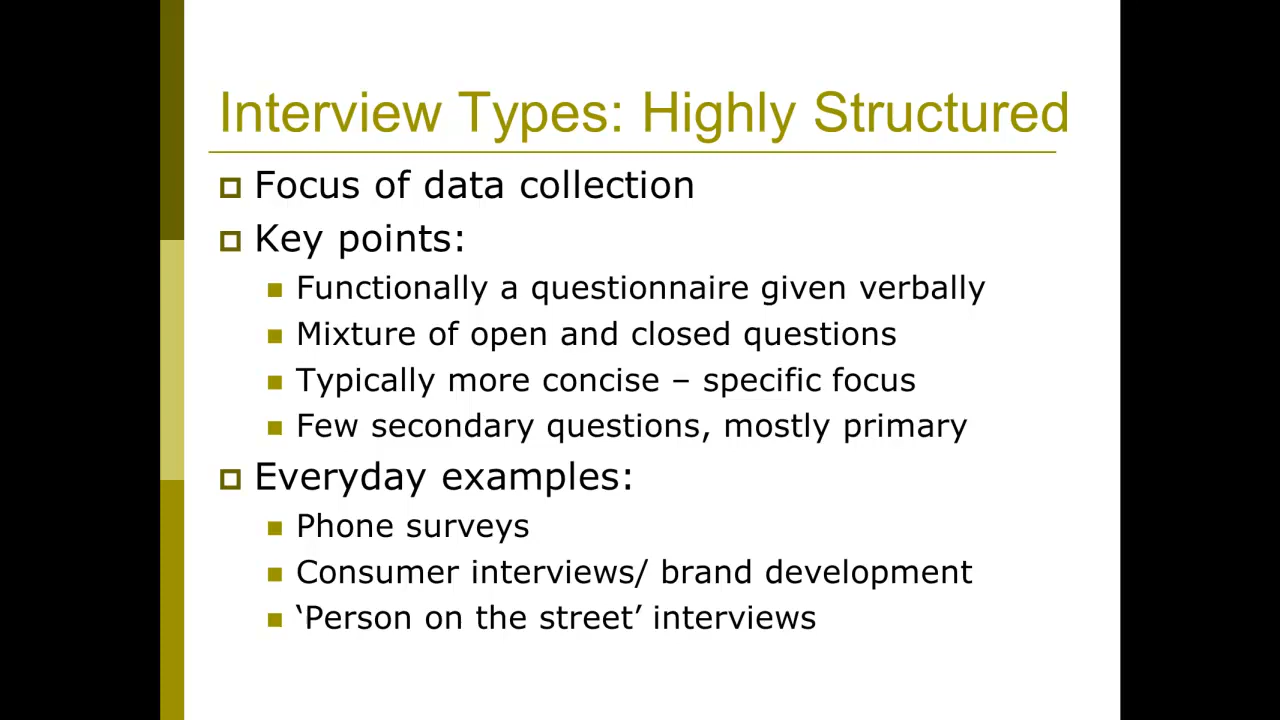 Interview Types: Highly Structured
Focus of data collection
Key points:
Functionally a questionnaire given verbally
Mixture of open and closed questions
Typically more concise – specific focus
Few secondary questions, mostly primary
Everyday examples:
Phone surveys
Consumer interviews/ brand development
‘Person on the street’ interviews